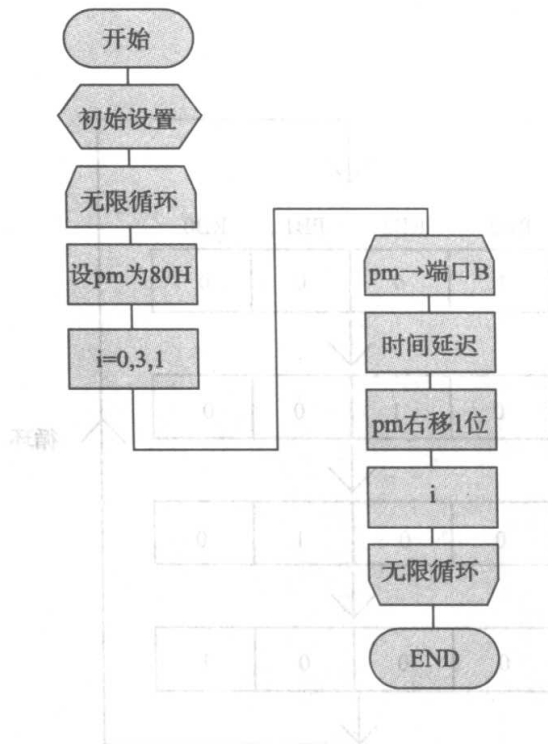 开始
初始设置
无限循环
设pm为80H
i=0,3,1
pm→端口B
时间延迟
pm右移1位
i
无限循环
END